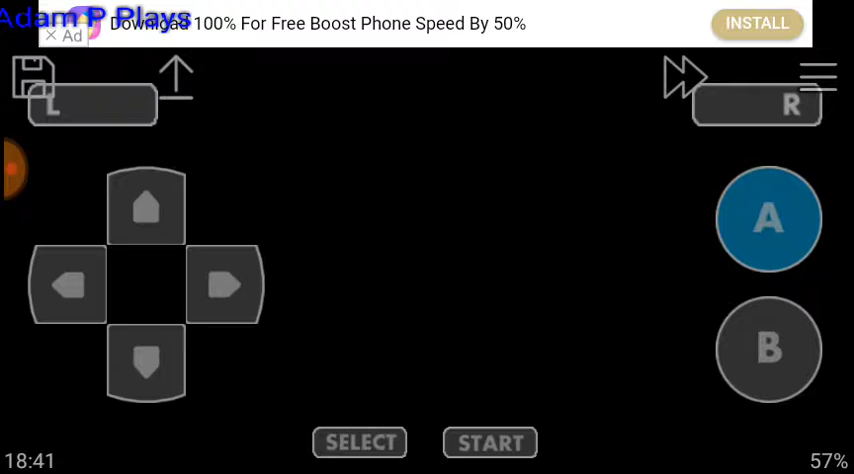 Adam P Plays
Download 100% For Free Boost Phone Speed By 50%
INSTALL
× Ad
L
R
A
B
SELECT
START
18:41
57%